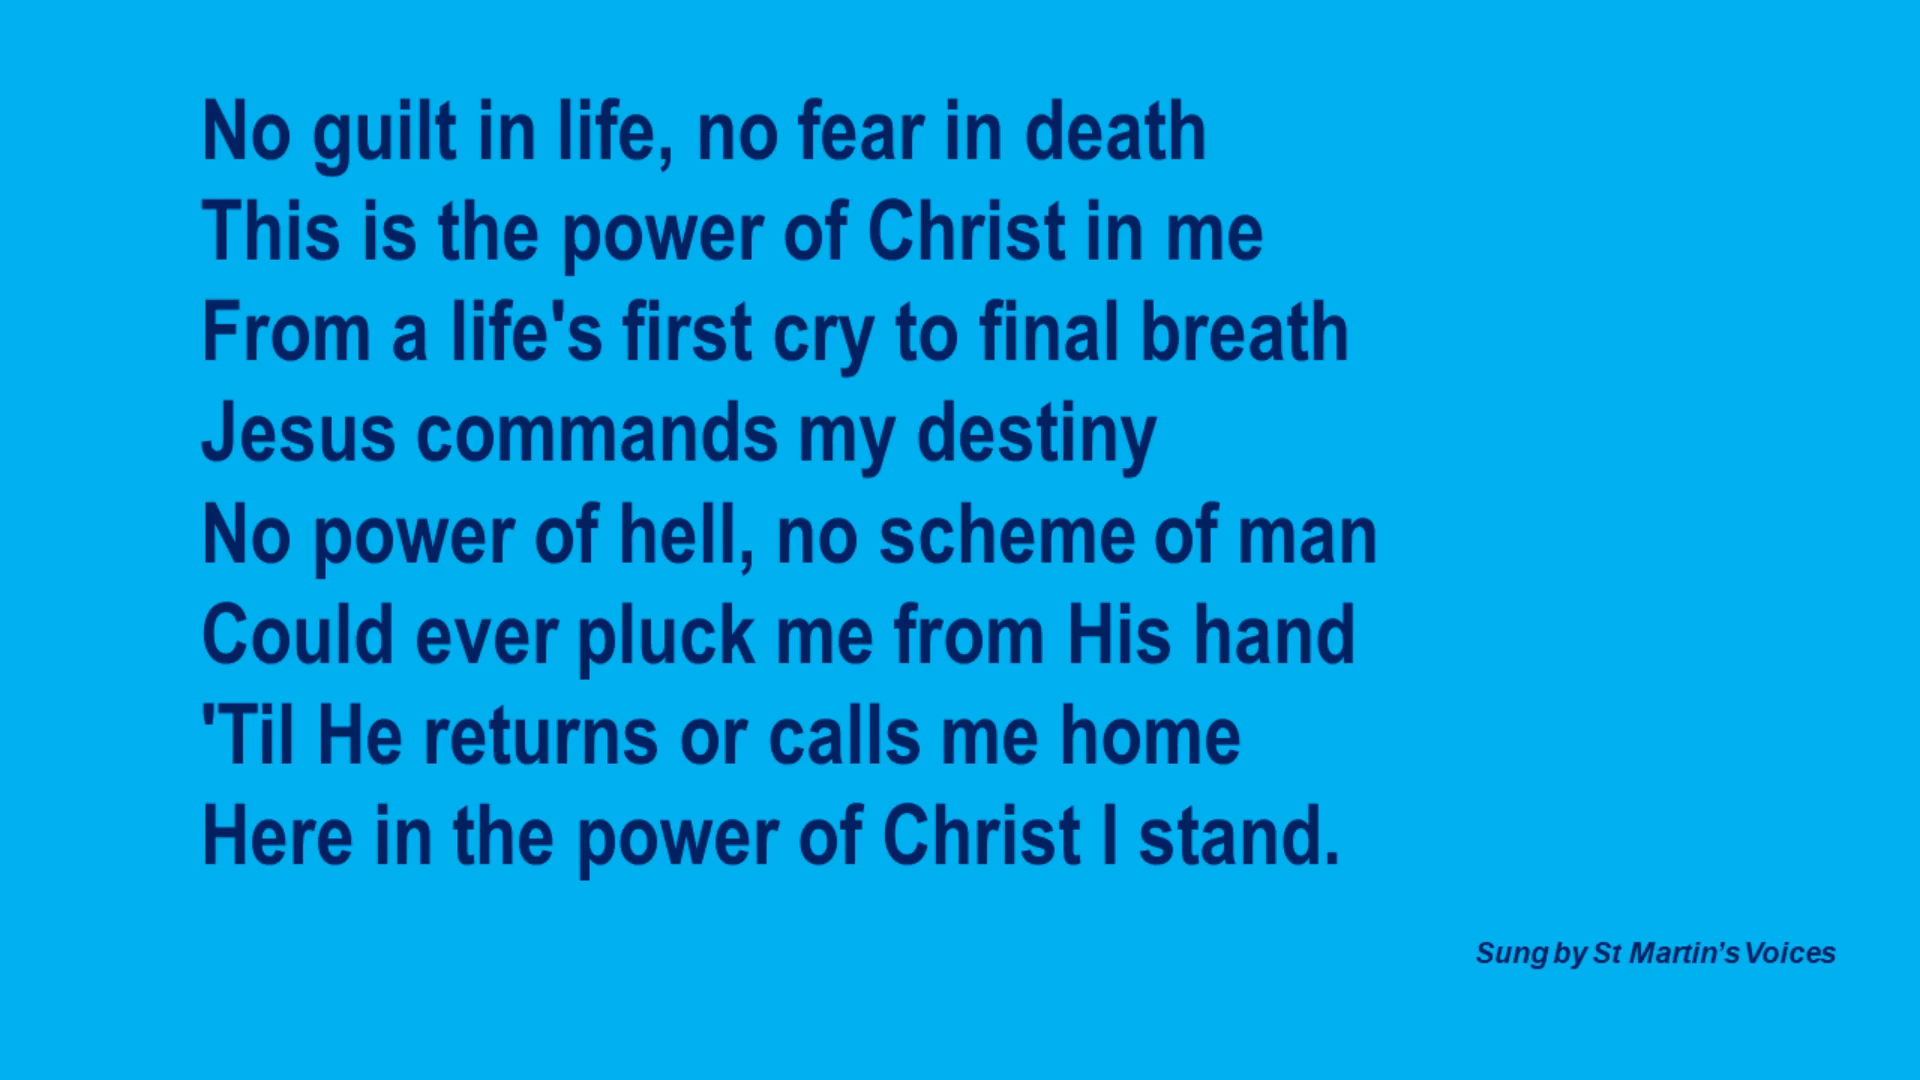 No guilt in life, no fear in death
This is the power of Christ in me
From a life's first cry to final breath
Jesus commands my destiny
No power of hell, no scheme of man
Could ever pluck me from His hand
'Til He returns or calls me home
Here in the power of Christ I stand.
Sung by St Martin’s Voices